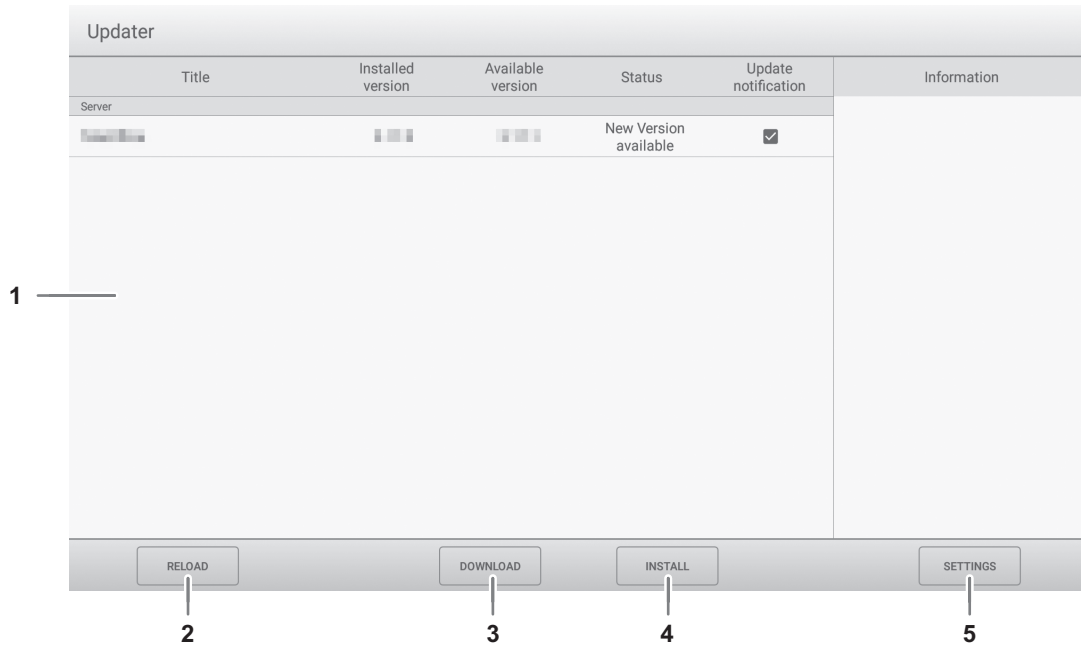 Updater
Title
Installed
version
Available
version
Status
Update
notification
Information
Server
New Version
available
1
RELOAD
DOWNLOAD
INSTALL
SETTINGS
2
3
4
5